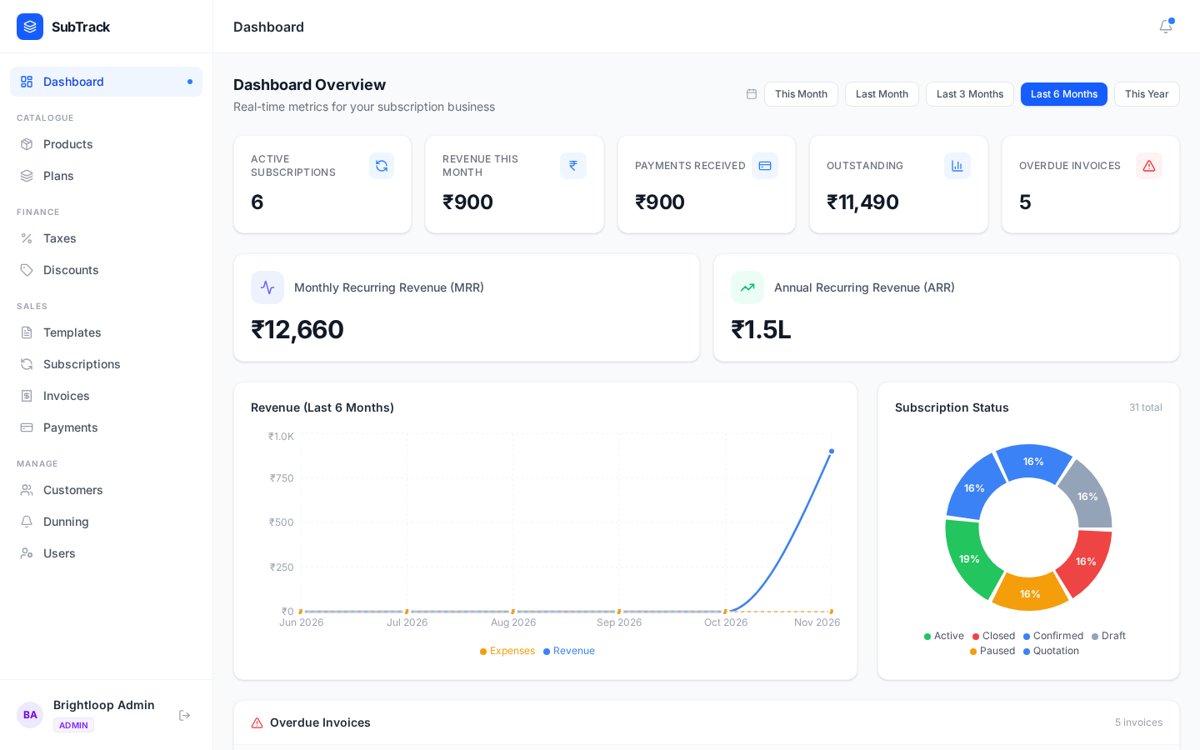 SubTrack
Dashboard
CATALOGUE
Products
Plans
FINANCE
Taxes
Discounts
SALES
Templates
Subscriptions
Invoices
Payments
MANAGE
Customers
Dunning
Users
BA
Brightloop Admin
ADMIN
Dashboard
Dashboard Overview
Real-time metrics for your subscription business
This Month
Last Month
Last 3 Months
Last 6 Months
This Year
ACTIVE
SUBSCRIPTIONS
6
REVENUE THIS
MONTH
₹
₹900
PAYMENTS RECEIVED
₹900
OUTSTANDING
₹11,490
OVERDUE INVOICES
5
Monthly Recurring Revenue (MRR)
₹12,660
Annual Recurring Revenue (ARR)
₹1.5L
Revenue (Last 6 Months)
₹1.0K
₹750
₹500
₹250
₹0
Jun 2026
Jul 2026
Aug 2026
Sep 2026
Oct 2026
Nov 2026
Expenses
Revenue
Subscription Status
31 total
16%
16%
16%
19%
16%
16%
Active
Closed
Confirmed
Draft
Paused
Quotation
Overdue Invoices
5 invoices